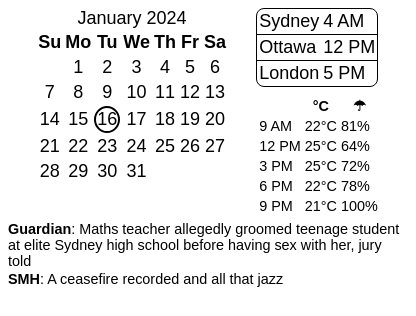 January 2024
Su Mo Tu We Th Fr Sa
1 2 3 4 5 6
7 8 9 10 11 12 13
14 15 16 17 18 19 20
21 22 23 24 25 26 27
28 29 30 31
Sydney 4 AM
Ottawa 12 PM
London 5 PM
°C ☂
9 AM 22°C 81%
12 PM 25°C 64%
3 PM 25°C 72%
6 PM 22°C 78%
9 PM 21°C 100%
Guardian: Maths teacher allegedly groomed teenage student
at elite Sydney high school before having sex with her, jury
told
SMH: A ceasefire recorded and all that jazz